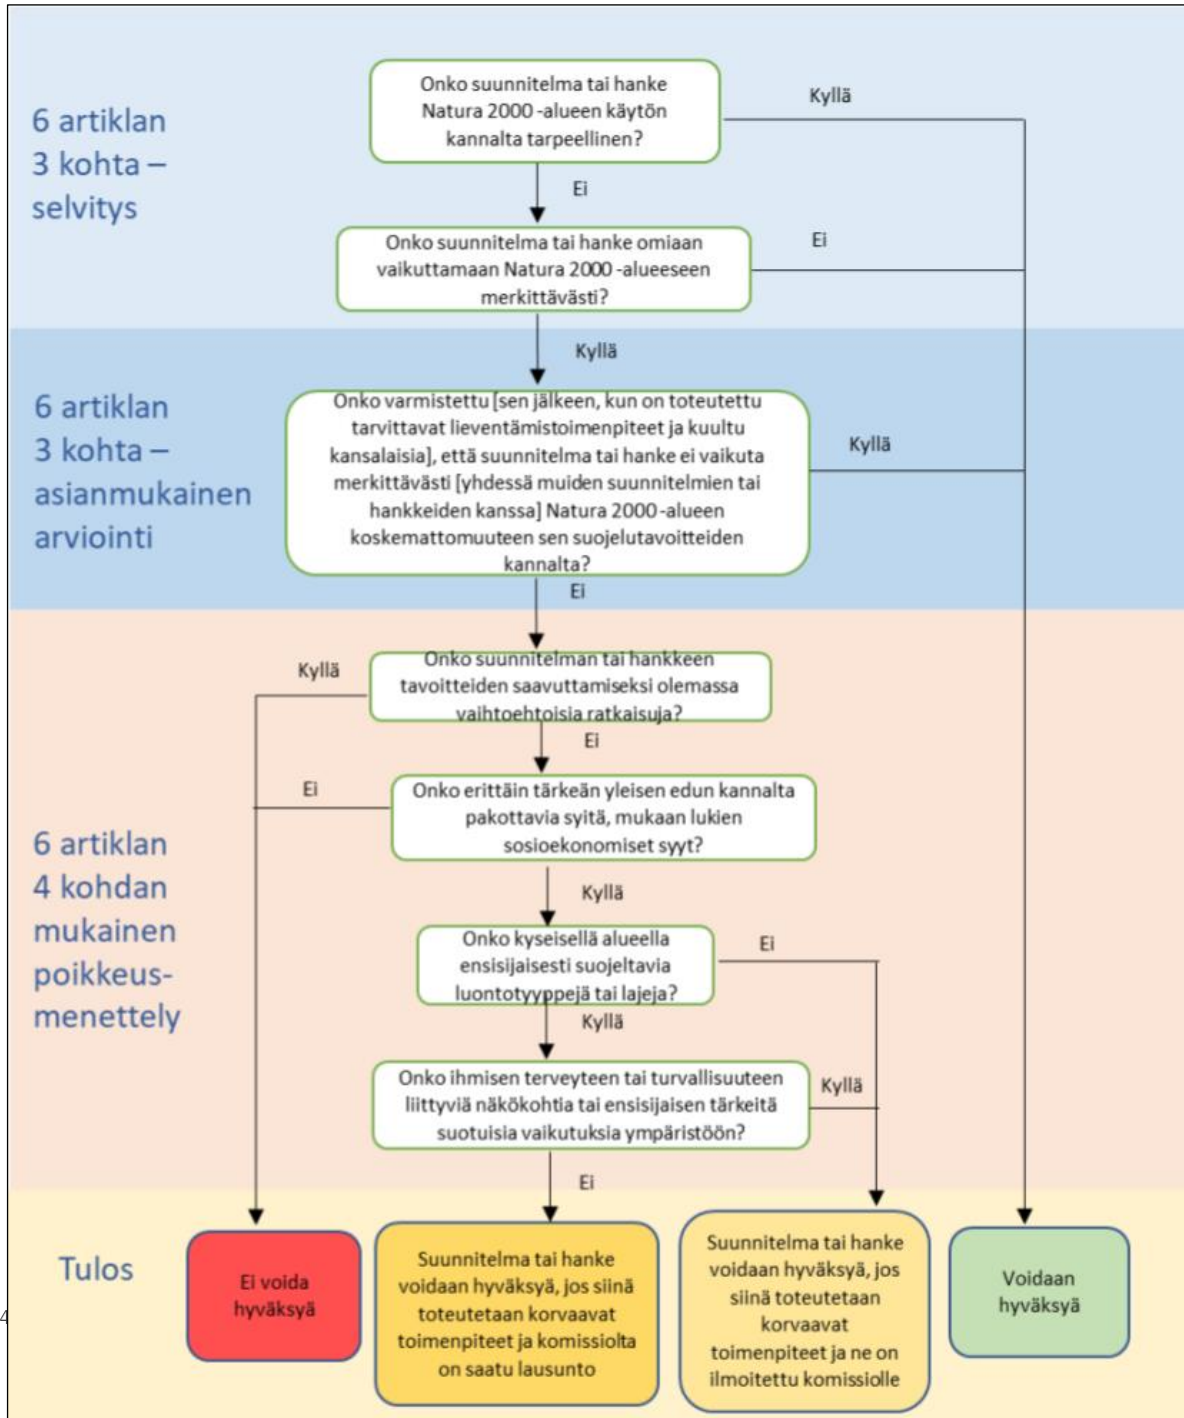 Onko suunnitelma tai hanke
Natura 2000 -alueen käytön
kannalta tarpeellinen?
Kyllä
6 artiklan
3 kohta –
selvitys
Ei
Onko suunnitelma tai hanke omiaan
vaikuttamaan Natura 2000 -alueeseen
merkittävästi?
Ei
Kyllä
6 artiklan
3 kohta –
asianmukainen
arviointi
Onko varmistettu [sen jälkeen, kun on toteutettu
tarvittavat lieventämistoimenpiteet ja kuultu
kansalaisia], että suunnitelma tai hanke ei vaikuta
merkittävästi [yhdessä muiden suunnitelmien tai
hankkeiden kanssa] Natura 2000 -alueen
koskemattomuuteen sen suojelutavoitteiden
kannalta?
Kyllä
Ei
Onko suunnitelman tai hankkeen
tavoitteiden saavuttamiseksi olemassa
vaihtoehtoisia ratkaisuja?
Kyllä
Ei
Onko erittäin tärkeän yleisen edun kannalta
pakottavia syitä, mukaan lukien
sosioekonomiset syyt?
Ei
Kyllä
6 artiklan
4 kohdan
mukainen
poikkeus-
menettely
Onko kyseisellä alueella
ensisijaisesti suojeltavia
luontotyyppejä tai lajeja?
Ei
Kyllä
Onko ihmisen terveyteen tai turvallisuuteen
liittyviä näkökohtia tai ensisijaisen tärkeitä
suotuisia vaikutuksia ympäristöön?
Kyllä
Ei
Tulos
Ei voida
hyväksyä
Suunnitelma tai hanke
voidaan hyväksyä, jos siinä
toteutetaan korvaavat
toimenpiteet ja komissiolta
on saatu lausunto
Suunnitelma tai hanke
voidaan hyväksyä, jos
siinä toteutetaan
korvaavat
toimenpiteet ja ne on
ilmoitettu komissiolle
Voidaan
hyväksyä
4